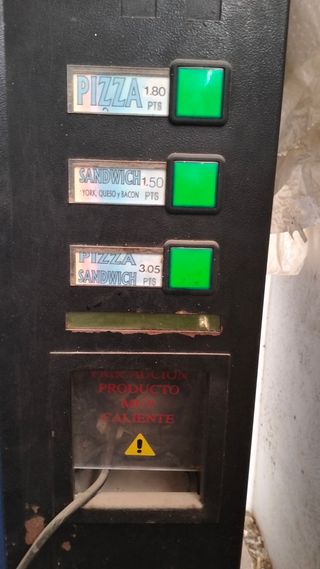 PIZZA 1.80
PTS
SANDWICH 1.50
YORK, QUESO y BACON PTS
PIZZA
SANDWICH 3.05
PTS
PRECAUCION
PRODUCTO
MUY
CALIENTE